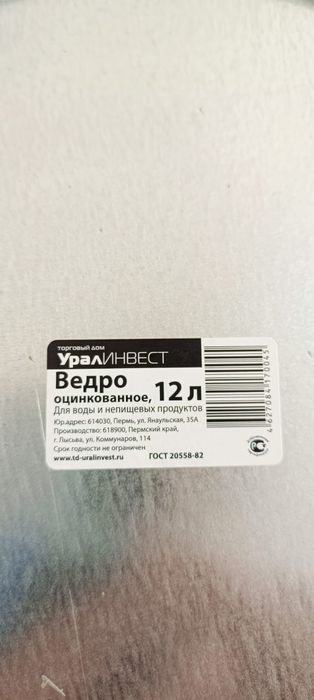 ТОРГОВЫЙ ДОМ
УралИНВЕСТ
Ведро
оцинкованное, 12 л
Для воды и непищевых продуктов
Юр.адрес: 614030, Пермь, ул. Янаульская, 35А
Производство: 618900, Пермский край,
г. Лысьва, ул. Коммунаров, 114
Срок годности не ограничен
www.td-uralinvest.ru ГОСТ 20558-82
4627084170045